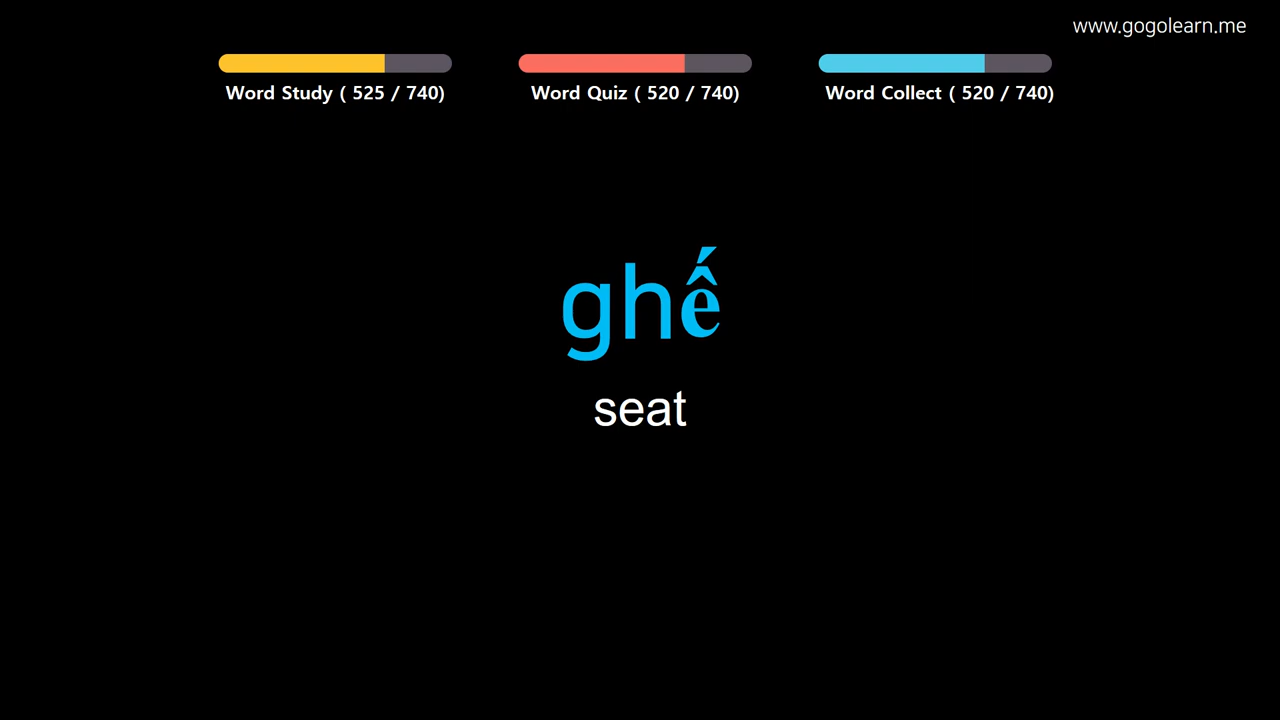 www.gogolearn.me
Word Study ( 525 / 740)
Word Quiz ( 520 / 740)
Word Collect ( 520 / 740)
ghế
seat